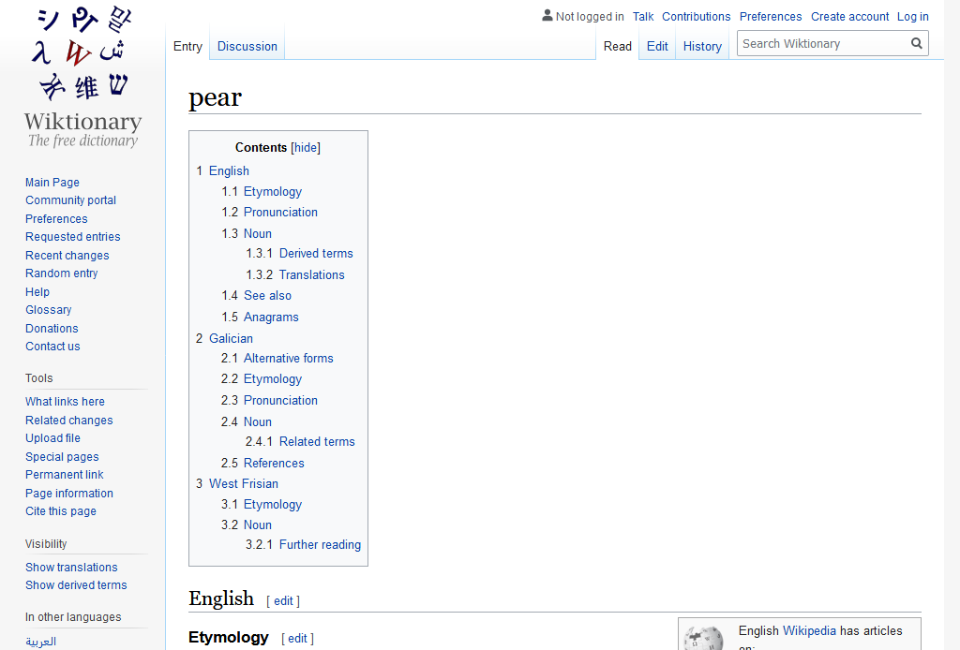 Not logged in Talk Contributions Preferences Create account Log in
Entry Discussion Read Edit History Search Wiktionary
シ 말
λ W ش
维 ש
Wiktionary
The free dictionary
Main Page
Community portal
Preferences
Requested entries
Recent changes
Random entry
Help
Glossary
Donations
Contact us
Tools
What links here
Related changes
Upload file
Special pages
Permanent link
Page information
Cite this page
Visibility
Show translations
Show derived terms
In other languages
العربية
pear
Contents [hide]
1 English
1.1 Etymology
1.2 Pronunciation
1.3 Noun
1.3.1 Derived terms
1.3.2 Translations
1.4 See also
1.5 Anagrams
2 Galician
2.1 Alternative forms
2.2 Etymology
2.3 Pronunciation
2.4 Noun
2.4.1 Related terms
2.5 References
3 West Frisian
3.1 Etymology
3.2 Noun
3.2.1 Further reading
English [ edit ]
Etymology [ edit ]
English Wikipedia has articles
on: